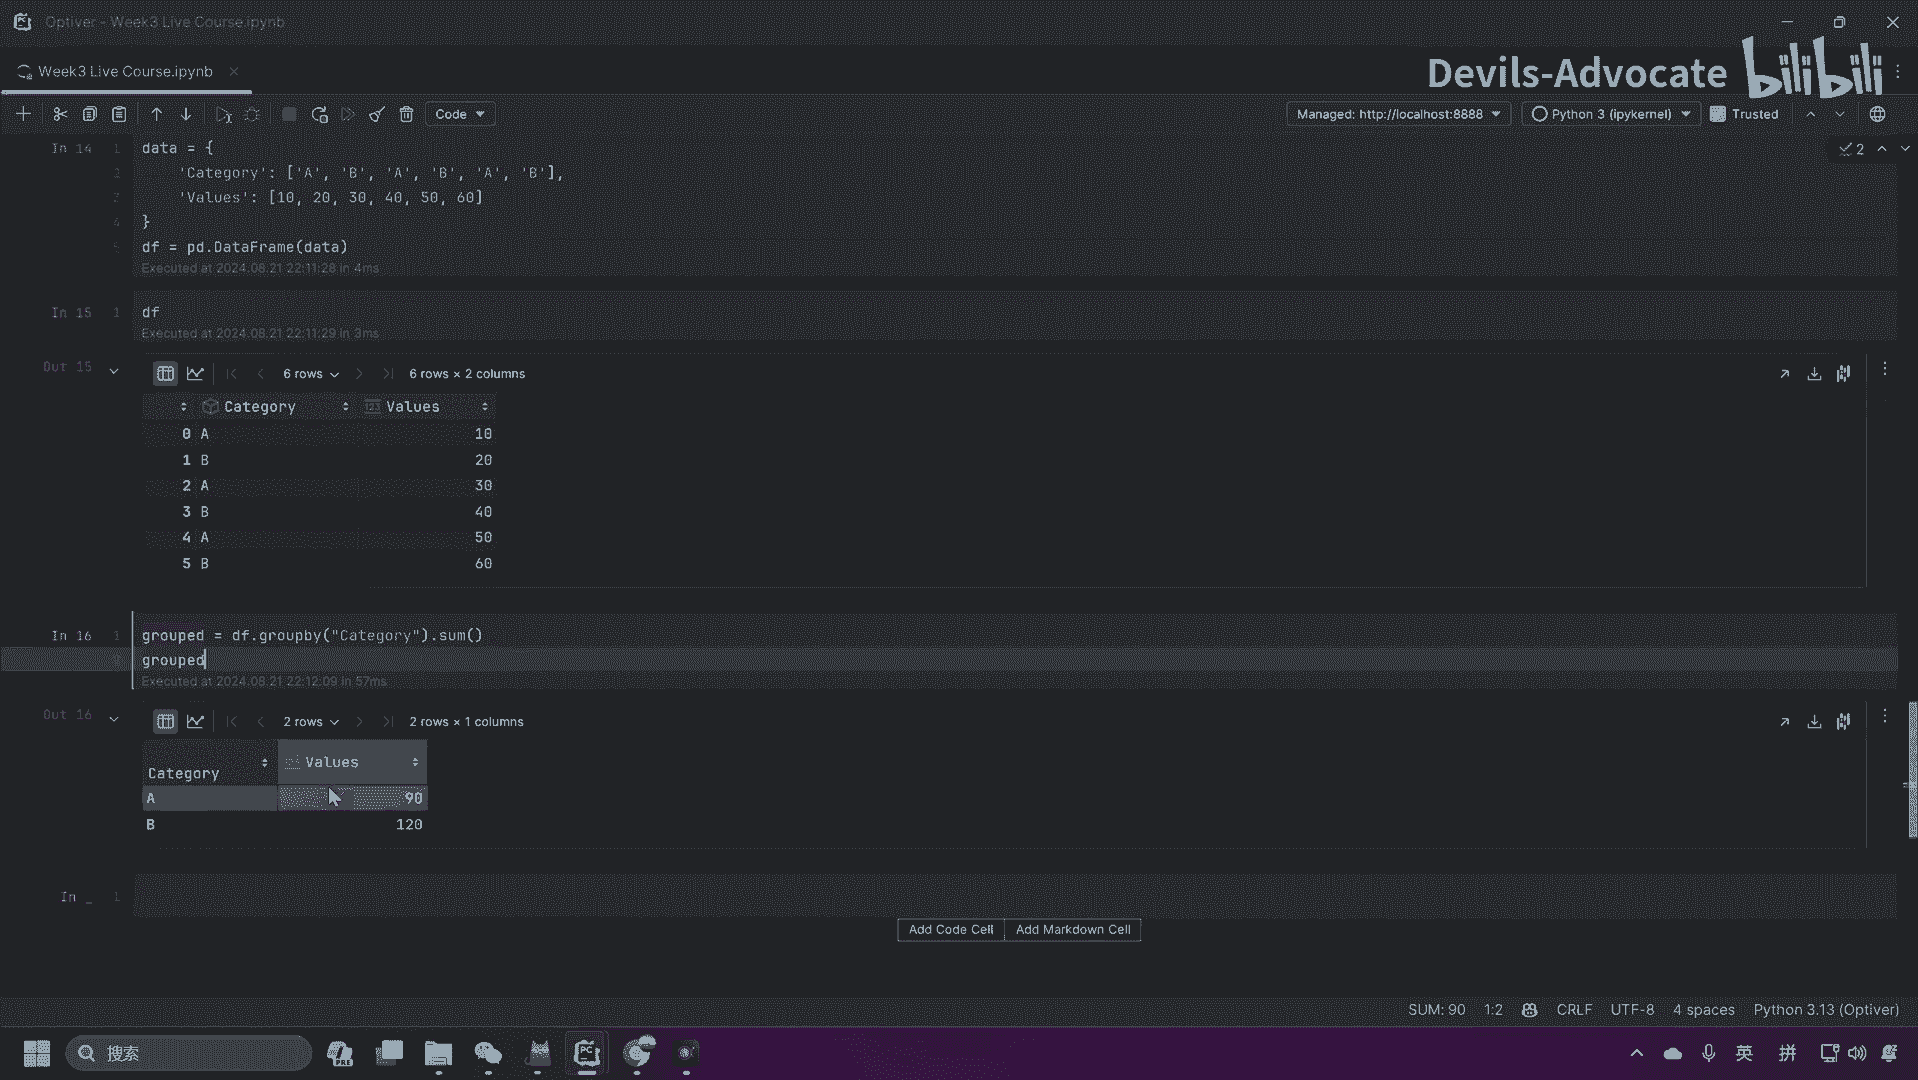 Optiver - Week3 Live Course.ipynb
Week3 Live Course.ipynb
Devils-Advocate bilibili
Code
Managed: http://localhost:8888
Python 3 (ipykernel)
Trusted
In 14 1 data = {
2 'Category': ['A', 'B', 'A', 'B', 'A', 'B'],
3 'Values': [10, 20, 30, 40, 50, 60]
4 }
5 df = pd.DataFrame(data)
Executed at 2024.08.21 22:11:28 in 4ms
2
In 15 1 df
Executed at 2024.08.21 22:11:29 in 3ms
Out 15
6 rows 6 rows × 2 columns
Category Values
0 A 10
1 B 20
2 A 30
3 B 40
4 A 50
5 B 60
In 16 1 grouped = df.groupby("Category").sum()
2 grouped
Executed at 2024.08.21 22:12:09 in 57ms
Out 16
2 rows 2 rows × 1 columns
Category Values
A 90
B 120
In _ 1
Add Code Cell Add Markdown Cell
SUM: 90 1:2 CRLF UTF-8 4 spaces Python 3.13 (Optiver)
搜索
PRE
PC
英 拼